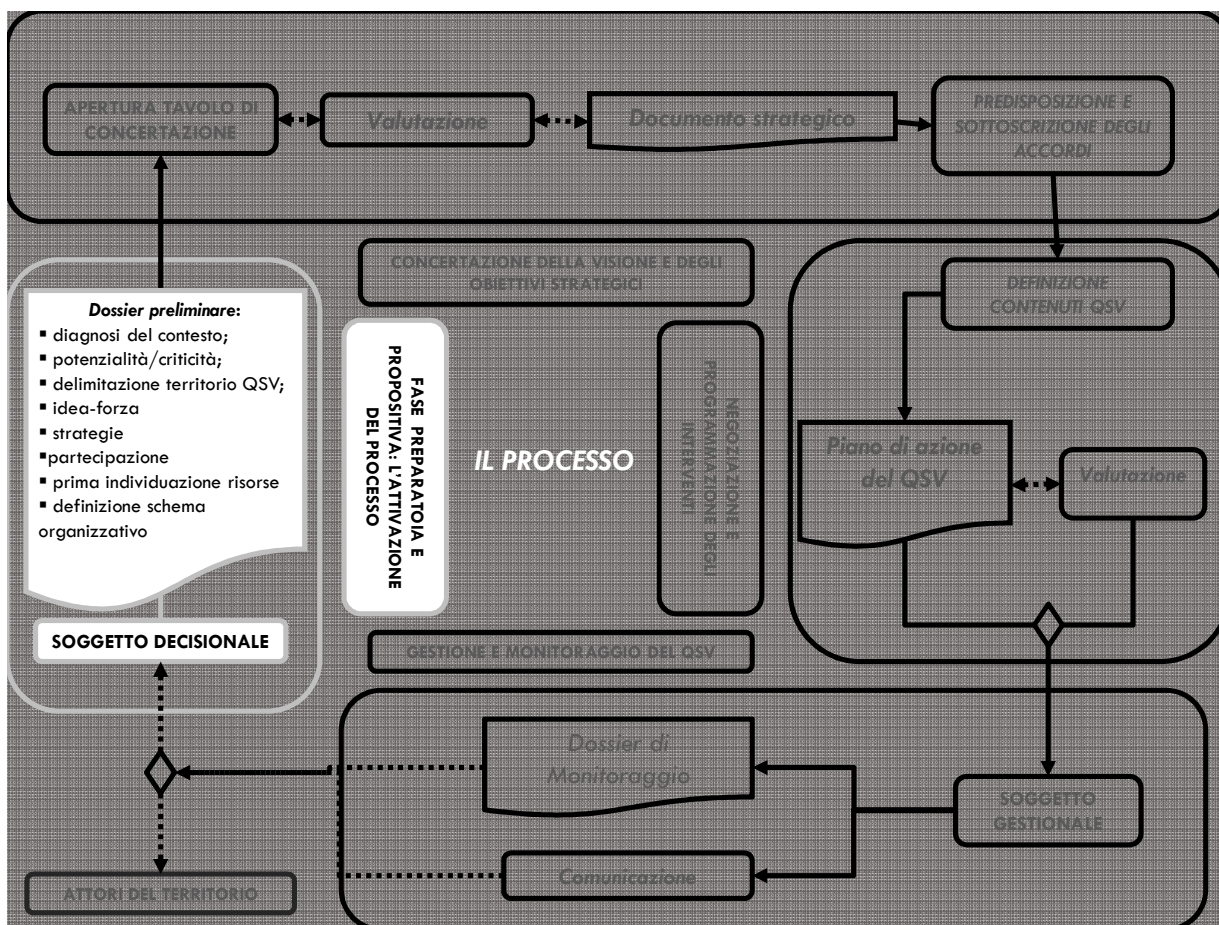 APERTURA TAVOLO DI
CONCERTAZIONE
Valutazione
Documento strategico
PREDISPOSIZIONE E
SOTTOSCRIZIONE DEGLI
ACCORDI
CONCERTAZIONE DELLA VISIONE E DEGLI
OBIETTIVI STRATEGICI
DEFINIZIONE
CONTENUTI QSV
Dossier preliminare:
▪ diagnosi del contesto;
▪ potenzialità/criticità;
▪ delimitazione territorio QSV;
▪ idea-forza
▪ strategie
▪partecipazione
▪ prima individuazione risorse
▪ definizione schema
organizzativo
FASE PREPARATOIA E
PROPOSITIVA: L'ATTIVAZIONE
DEL PROCESSO
IL PROCESSO
NEGOZIAZIONE E
PROGRAMMAZIONE DEGLI
INTERVENTI
Piano di azione
del QSV
Valutazione
SOGGETTO DECISIONALE
GESTIONE E MONITORAGGIO DEL QSV
Dossier di
Monitoraggio
SOGGETTO
GESTIONALE
Comunicazione
ATTORI DEL TERRITORIO